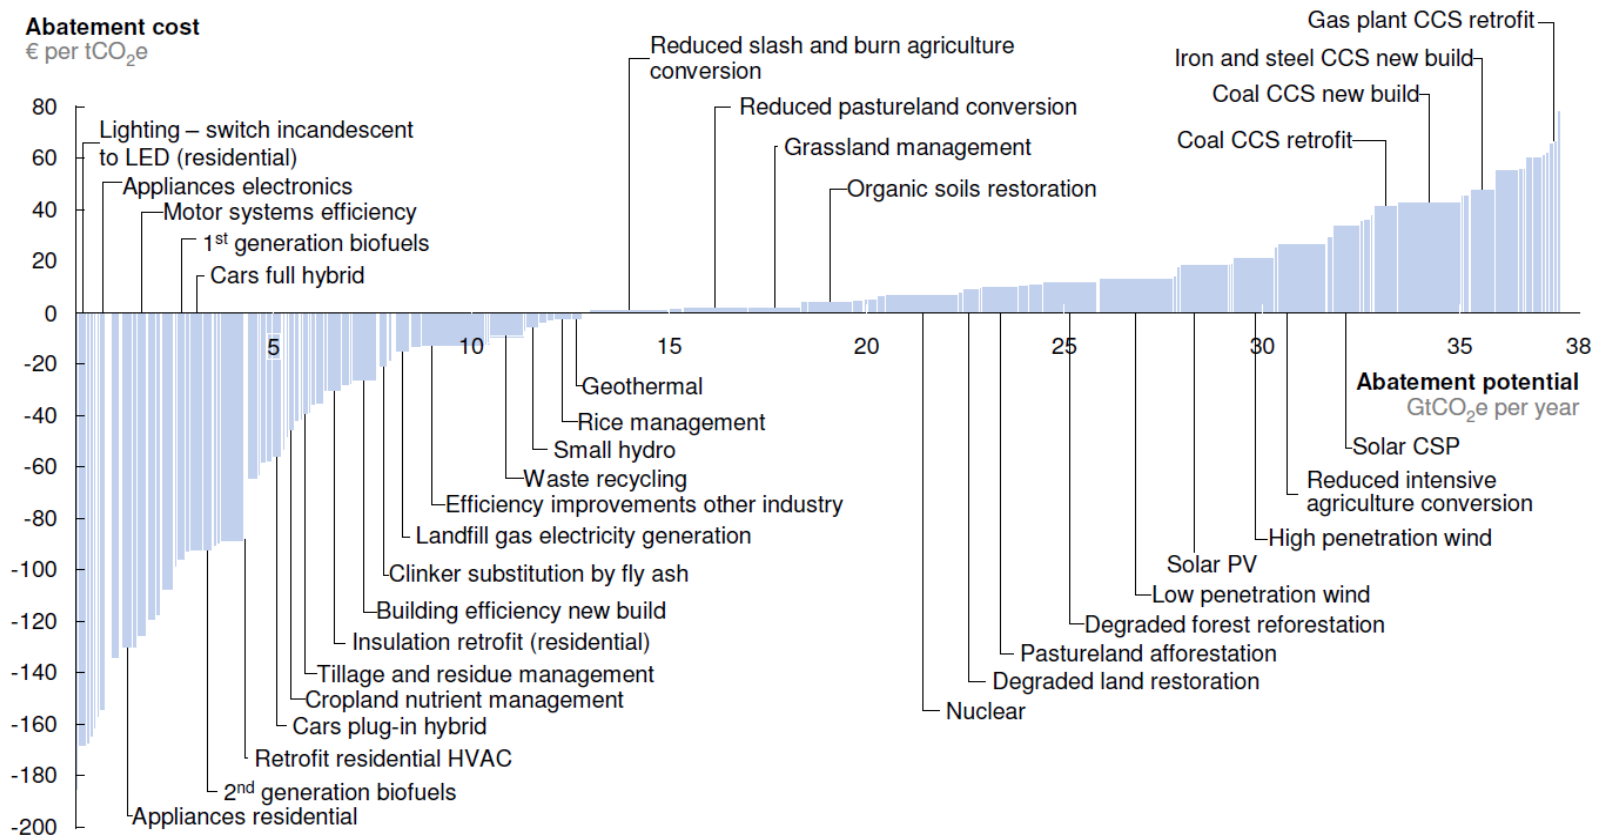 Abatement cost
€ per tCO₂e
Gas plant CCS retrofit
Reduced slash and burn agriculture
conversion
Iron and steel CCS new build
Coal CCS new build
80
Reduced pastureland conversion
Lighting – switch incandescent
to LED (residential)
Coal CCS retrofit
Grassland management
60
Appliances electronics
Organic soils restoration
40
Motor systems efficiency
1st generation biofuels
20
Cars full hybrid
0
5
10
15
20
25
30
35
38
-20
Abatement potential
GtCO₂e per year
Geothermal
-40
Rice management
Small hydro
Solar CSP
-60
Waste recycling
Reduced intensive
agriculture conversion
Efficiency improvements other industry
-80
Landfill gas electricity generation
High penetration wind
Solar PV
-100
Clinker substitution by fly ash
Low penetration wind
Building efficiency new build
-120
Degraded forest reforestation
Insulation retrofit (residential)
Pastureland afforestation
-140
Tillage and residue management
Degraded land restoration
Cropland nutrient management
Nuclear
-160
Cars plug-in hybrid
Retrofit residential HVAC
-180
2nd generation biofuels
Appliances residential
-200